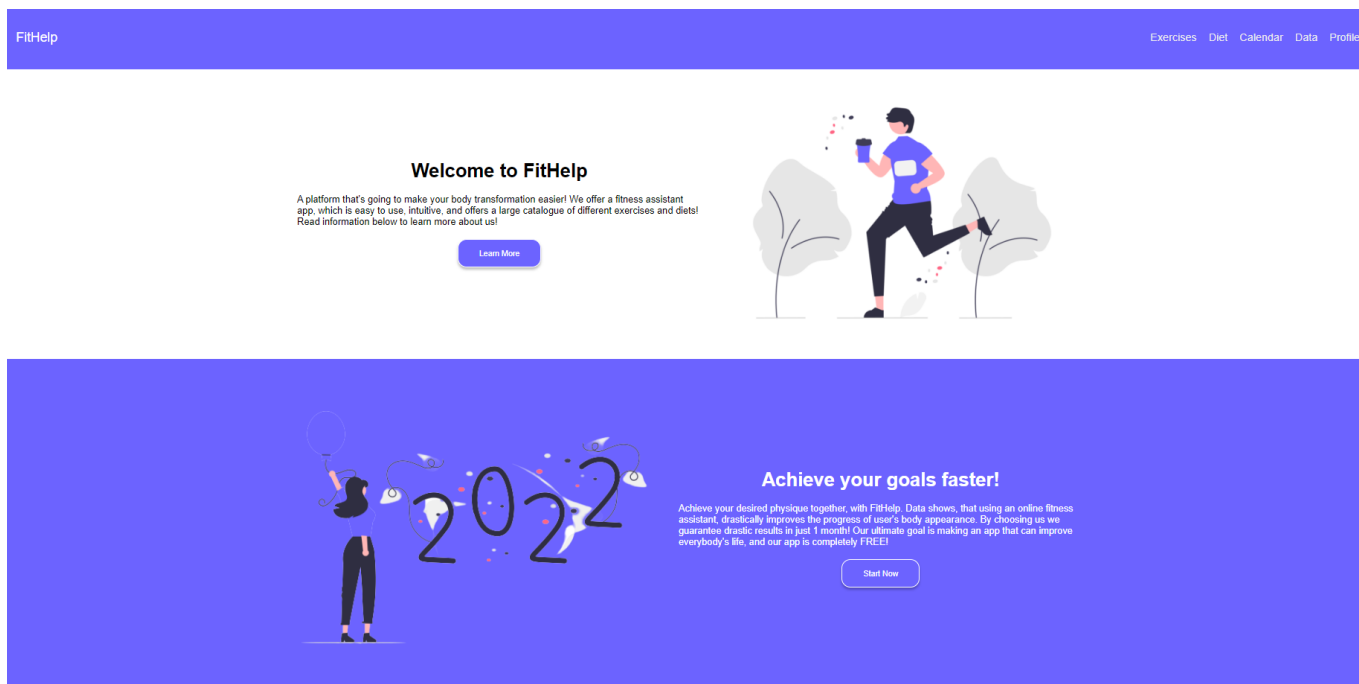 FitHelp
Exercises Diet Calendar Data Profile
Welcome to FitHelp
A platform that's going to make your body transformation easier! We offer a fitness assistant
app, which is easy to use, intuitive, and offers a large catalogue of different exercises and diets!
Read information below to learn more about us!
Learn More
2022
Achieve your goals faster!
Achieve your desired physique together, with FitHelp. Data shows, that using an online fitness
assistant, drastically improves the progress of user's body appearance. By choosing us we
guarantee drastic results in just 1 month! Our ultimate goal is making an app that can improve
everybody's life, and our app is completely FREE!
Start Now